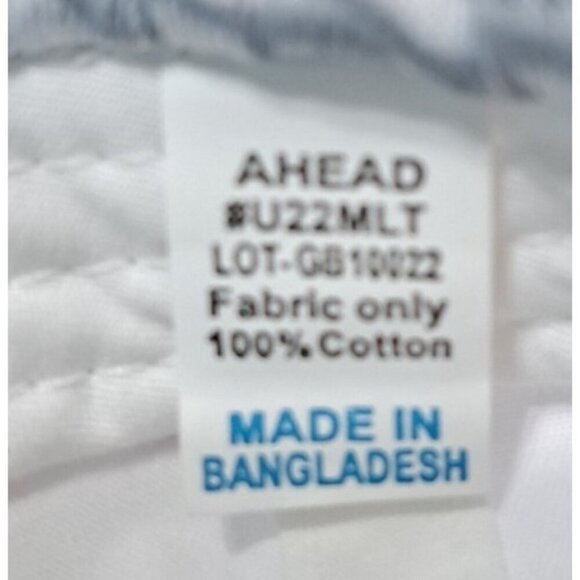 AHEAD
#U22MLT
LOT-GB10022
Fabric only
100% Cotton
MADE IN
BANGLADESH